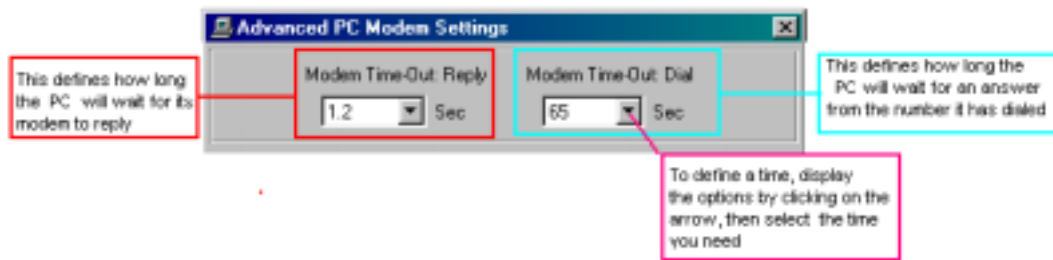 Advanced PC Modem Settings
This defines how long
the PC will wait for its
modem to reply
Modem Time-Out: Reply
1.2
Sec
Modem Time-Out: Dial
65
Sec
This defines how long the
PC will wait for an answer
from the number it has dialed
To define a time, display
the options by clicking on the
arrow, then select the time
you need